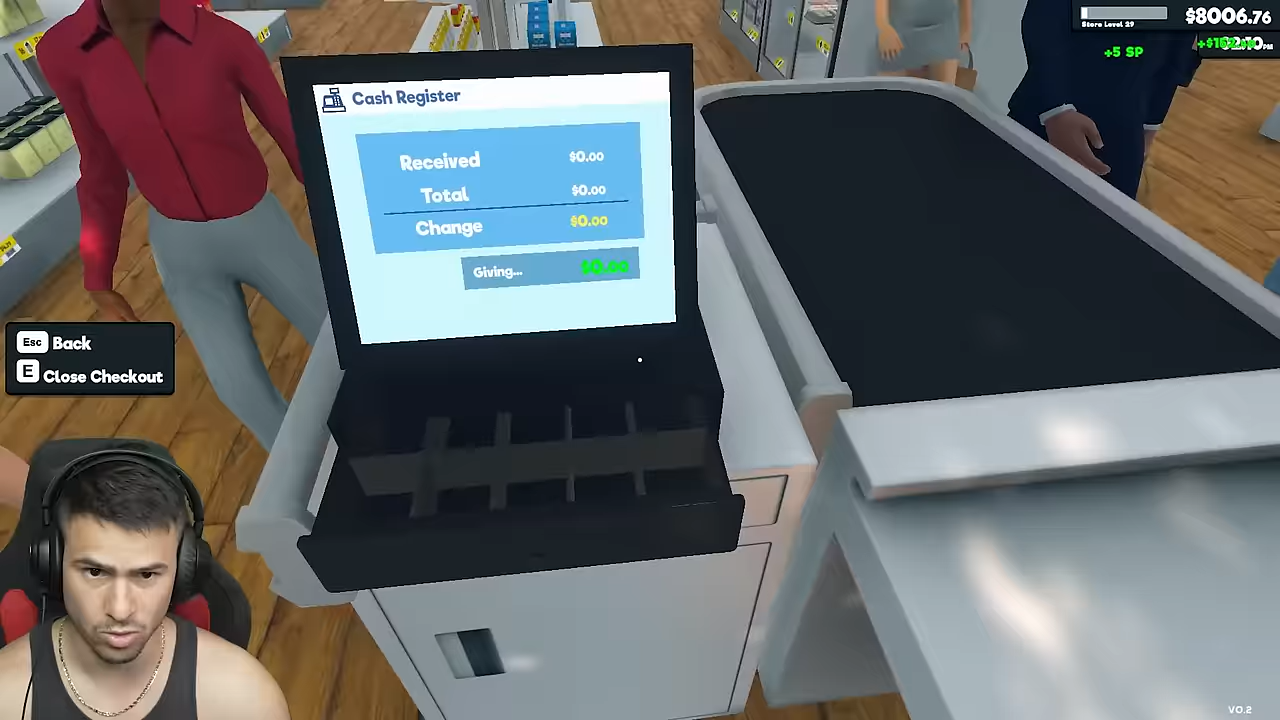 Store Level 29
$8006.76
+5 SP
Cash Register
Received $0.00
Total $0.00
Change $0.00
Giving... $0.00
Esc Back
E Close Checkout
V0.2